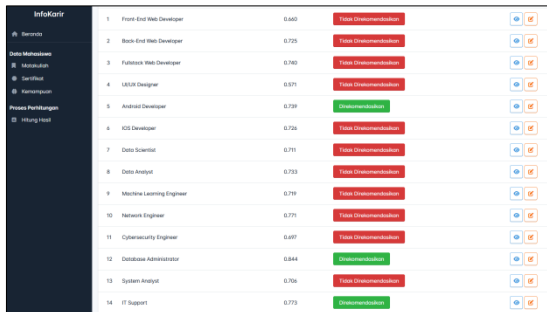 InfoKarir
Beranda
Data Mahasiswa
Matakuliah
Sertifikat
Kemampuan
Proses Perhitungan
Hitung Hasil
1 Front-End Web Developer 0.660 Tidak Direkomendasikan
2 Back-End Web Developer 0.725 Tidak Direkomendasikan
3 Fullstack Web Developer 0.740 Tidak Direkomendasikan
4 UI/UX Designer 0.571 Tidak Direkomendasikan
5 Android Developer 0.739 Direkomendasikan
6 IOS Developer 0.726 Tidak Direkomendasikan
7 Data Scientist 0.711 Tidak Direkomendasikan
8 Data Analyst 0.733 Tidak Direkomendasikan
9 Machine Learning Engineer 0.719 Tidak Direkomendasikan
10 Network Engineer 0.771 Tidak Direkomendasikan
11 Cybersecurity Engineer 0.697 Tidak Direkomendasikan
12 Database Administrator 0.844 Direkomendasikan
13 System Analyst 0.706 Tidak Direkomendasikan
14 IT Support 0.773 Direkomendasikan